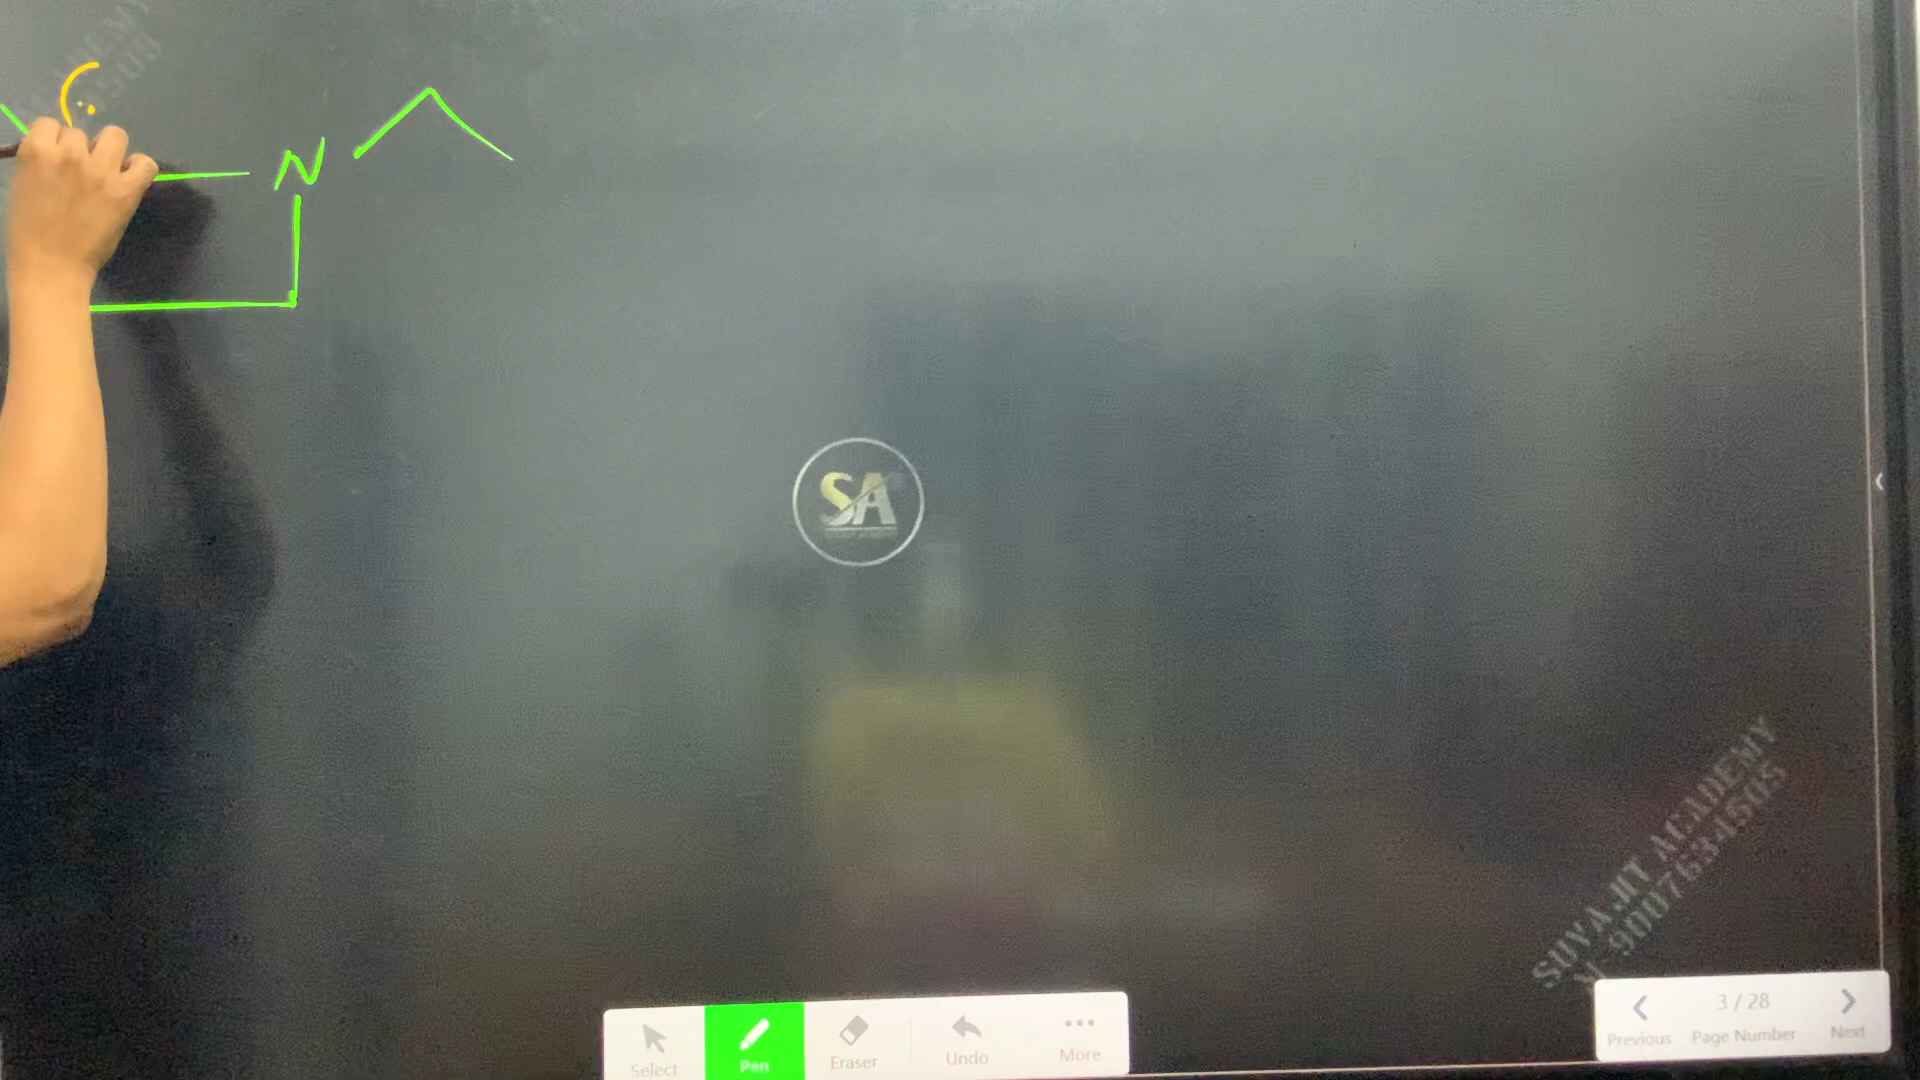 N
SA
SUVAJIT ACADEMY
9007634505
Select
Pen
Eraser
Undo
More
3 / 28
Previous
Page Number
Next